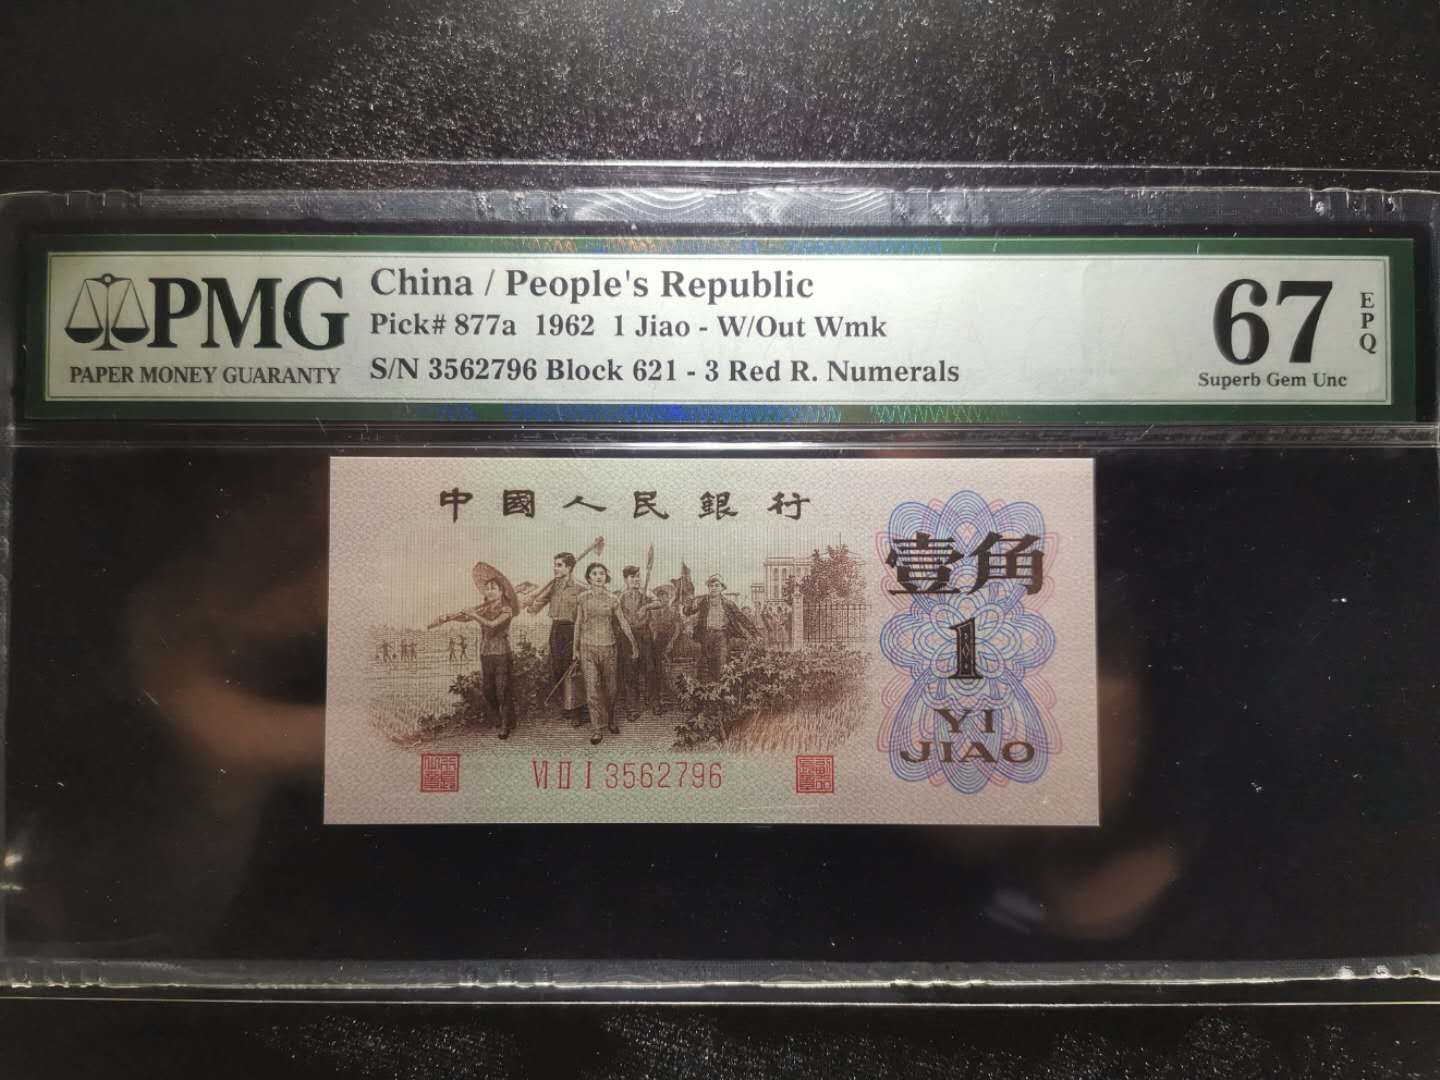 PMG
PAPER MONEY GUARANTY
China / People's Republic
Pick# 877a 1962 1 Jiao - W/Out Wmk
S/N 3562796 Block 621 - 3 Red R. Numerals
67
EPQ
Superb Gem Unc
中國人民銀行
壹角
1
YI
JIAO
VI II I 3562796